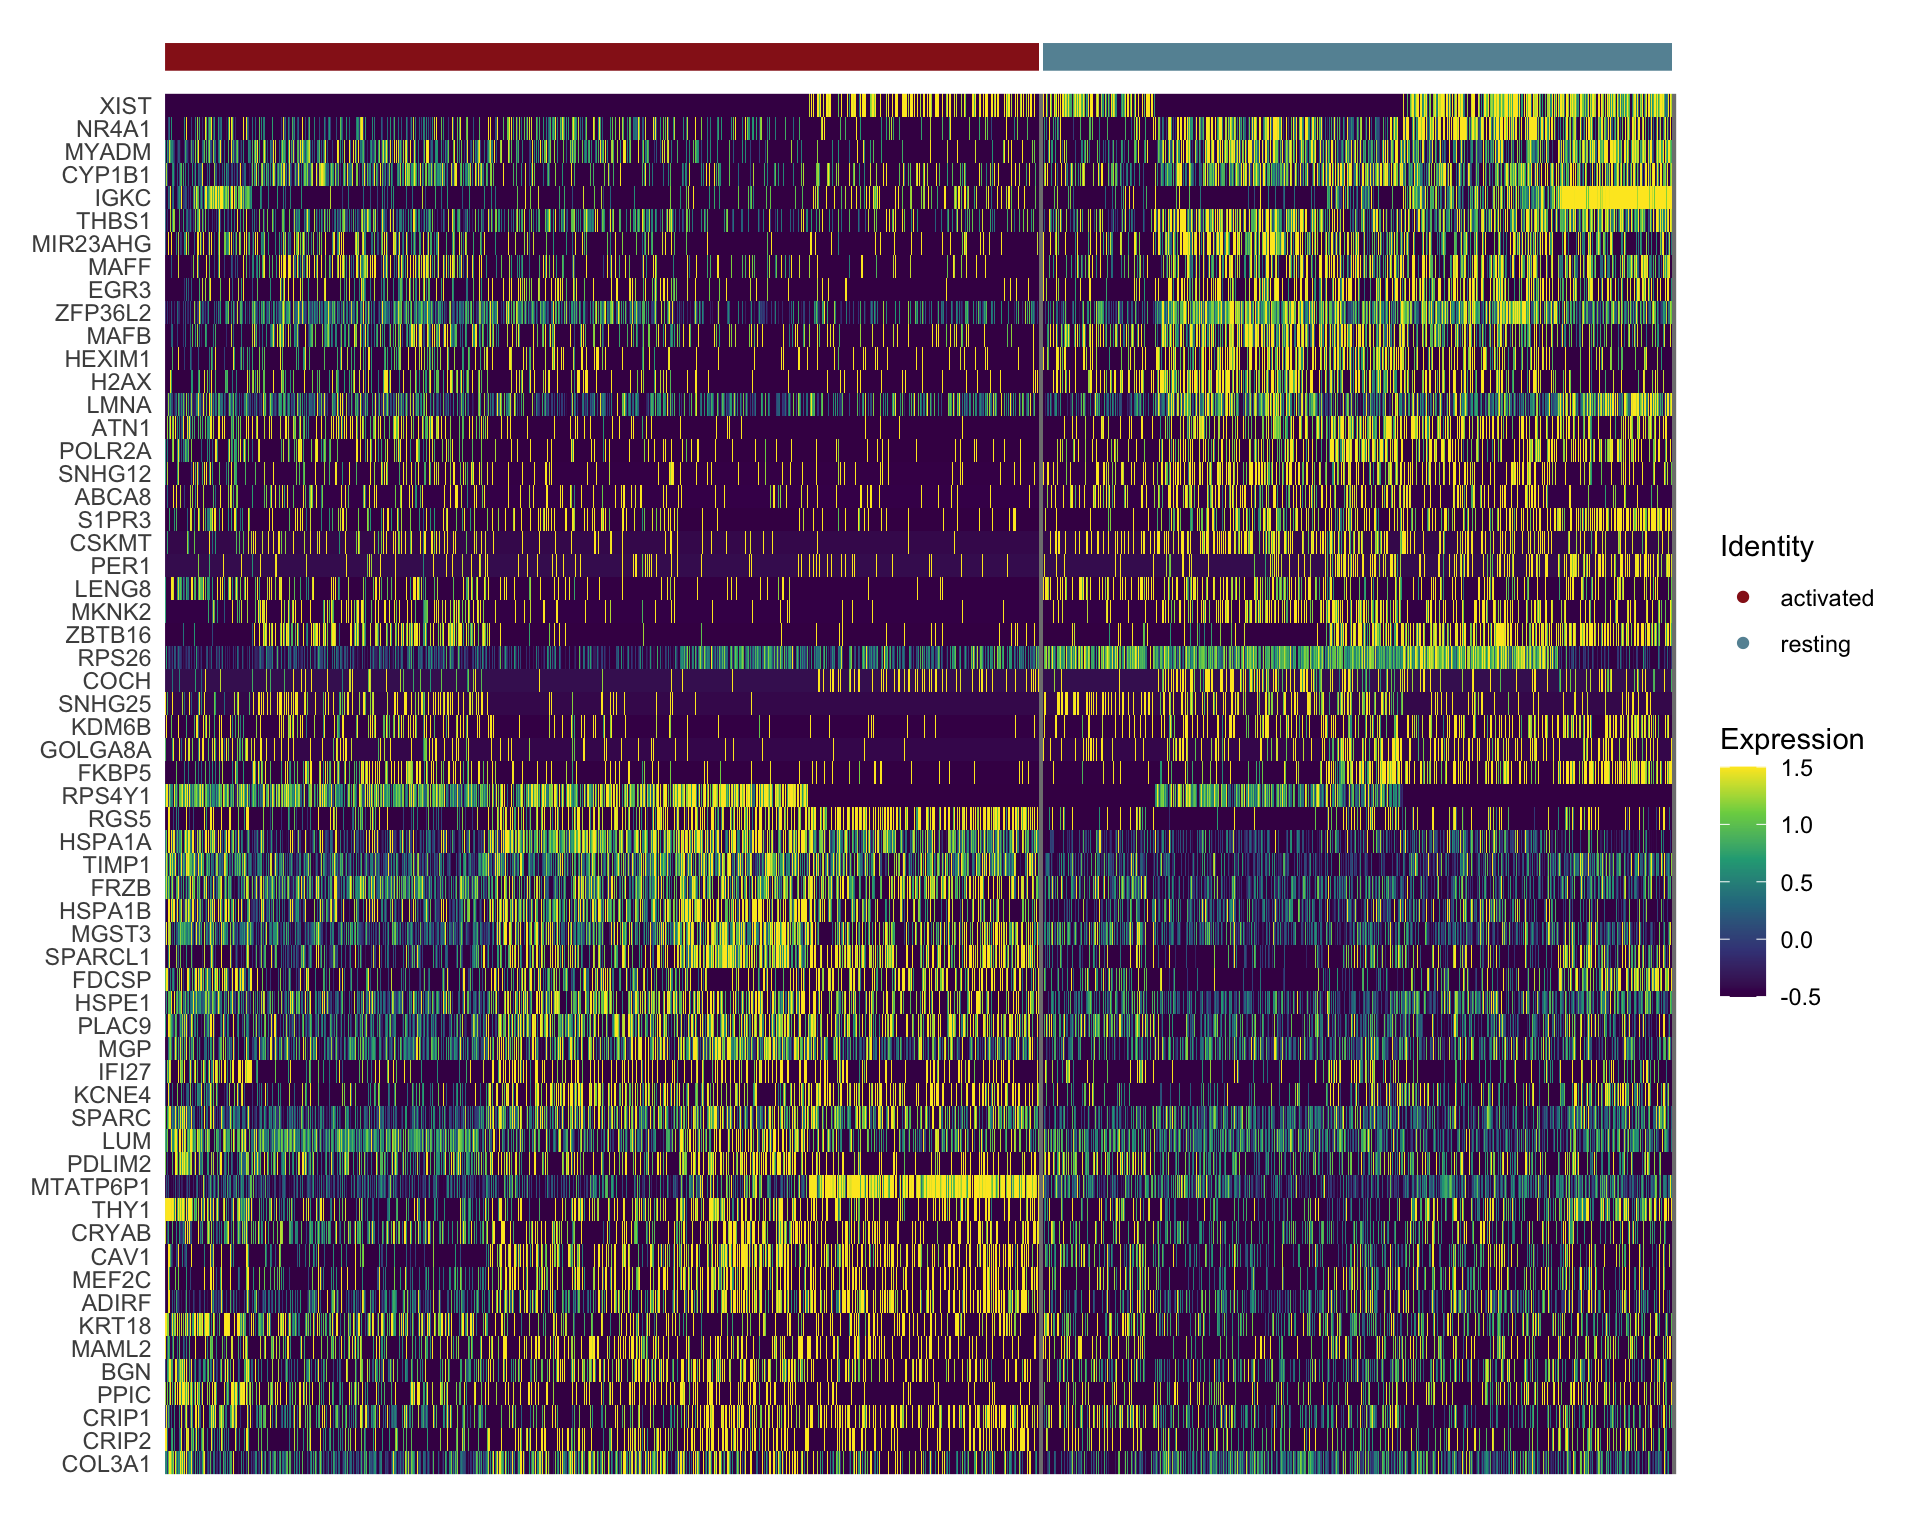 XIST
NR4A1
MYADM
CYP1B1
IGKC
THBS1
MIR23AHG
MAFF
EGR3
ZFP36L2
MAFB
HEXIM1
H2AX
LMNA
ATN1
POLR2A
SNHG12
ABCA8
S1PR3
CSKMT
PER1
LENG8
MKNK2
ZBTB16
RPS26
COCH
SNHG25
KDM6B
GOLGA8A
FKBP5
RPS4Y1
RGS5
HSPA1A
TIMP1
FRZB
HSPA1B
MGST3
SPARCL1
FDCSP
HSPE1
PLAC9
MGP
IFI27
KCNE4
SPARC
LUM
PDLIM2
MTATP6P1
THY1
CRYAB
CAV1
MEF2C
ADIRF
KRT18
MAML2
BGN
PPIC
CRIP1
CRIP2
COL3A1
Identity
activated
resting
Expression
1.5
1.0
0.5
0.0
-0.5